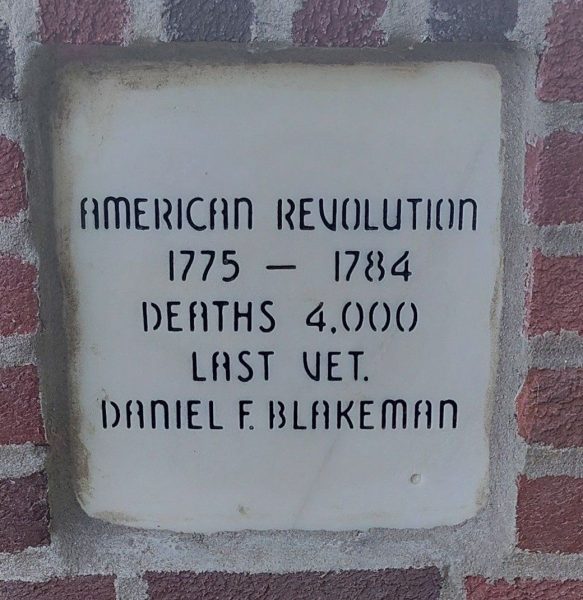 AMERICAN REVOLUTION
1775 — 1784
DEATHS 4,000
LAST VET.
DANIEL F. BLAKEMAN